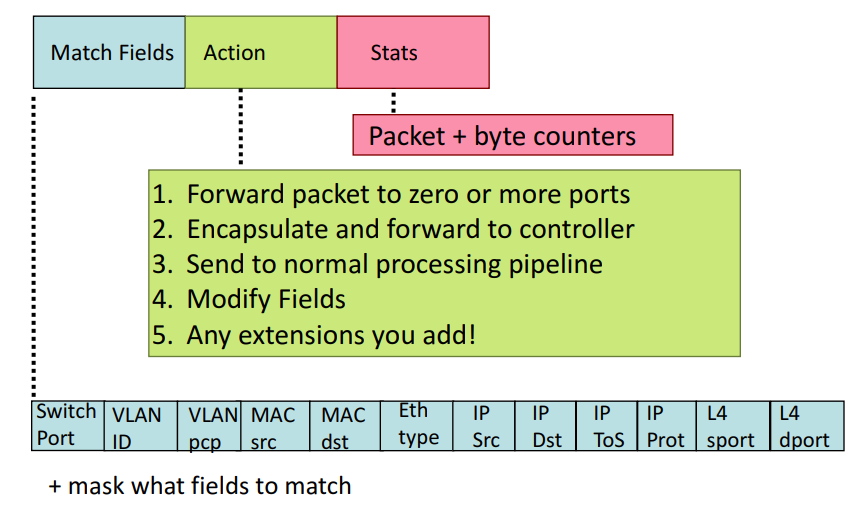 Match Fields Action Stats
Packet + byte counters
1. Forward packet to zero or more ports
2. Encapsulate and forward to controller
3. Send to normal processing pipeline
4. Modify Fields
5. Any extensions you add!
Switch Port
VLAN ID
VLAN pcp
MAC src
MAC dst
Eth type
IP Src
IP Dst
IP ToS
IP Prot
L4 sport
L4 dport
+ mask what fields to match